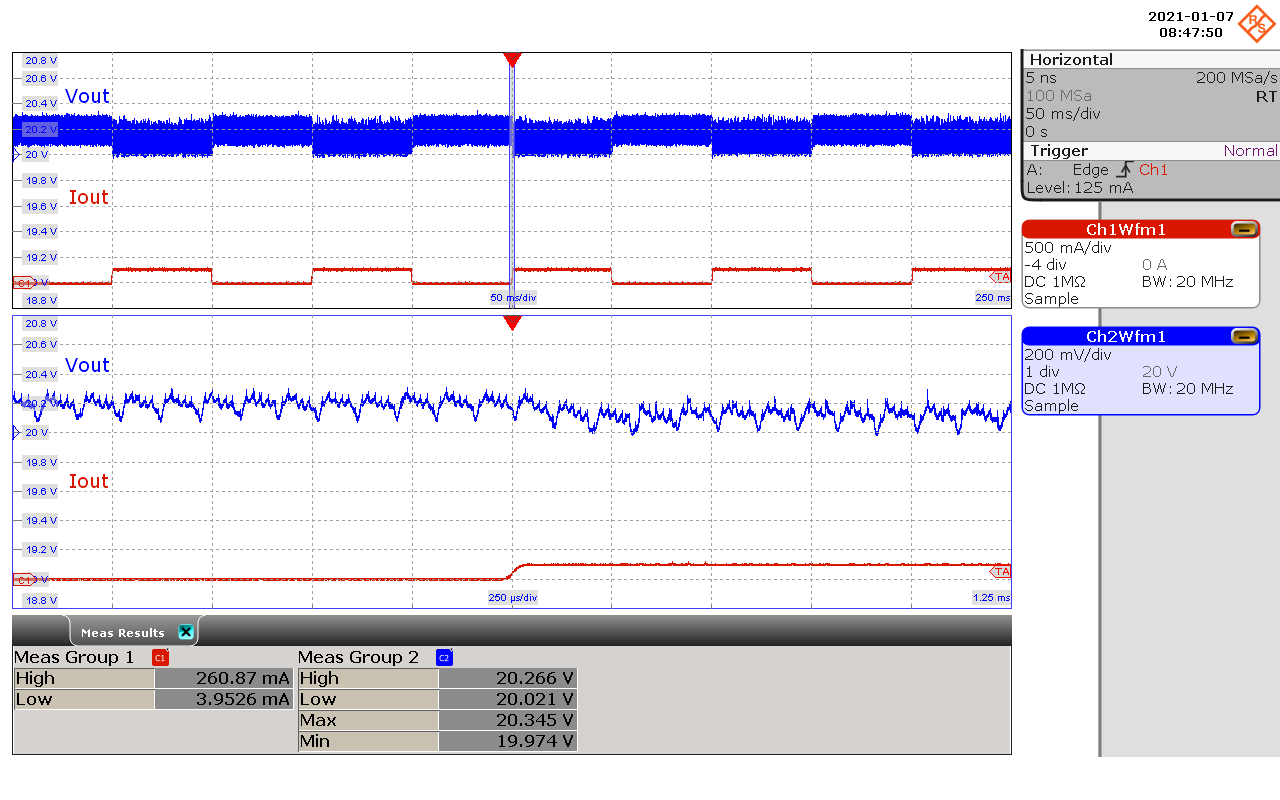 2021-01-07
08:47:50
R&S
20.8 V
20.6 V
20.4 V
20.2 V
20 V
19.8 V
19.6 V
19.4 V
19.2 V
18.8 V
Vout
Iout
C1
TA
50 ms/div
250 ms
20.8 V
20.6 V
20.4 V
20 V
19.8 V
19.6 V
19.4 V
19.2 V
18.8 V
Vout
Iout
C1
TA
250 µs/div
1.25 ms
Horizontal
5 ns 200 MSa/s
100 MSa RT
50 ms/div
0 s
Trigger Normal
A: Edge Ch1
Level: 125 mA
Ch1Wfm1
500 mA/div
-4 div 0 A
DC 1MΩ BW: 20 MHz
Sample
Ch2Wfm1
200 mV/div
1 div 20 V
DC 1MΩ BW: 20 MHz
Sample
Meas Results
Meas Group 1 C1
High 260.87 mA
Low 3.9526 mA
Meas Group 2 C2
High 20.266 V
Low 20.021 V
Max 20.345 V
Min 19.974 V